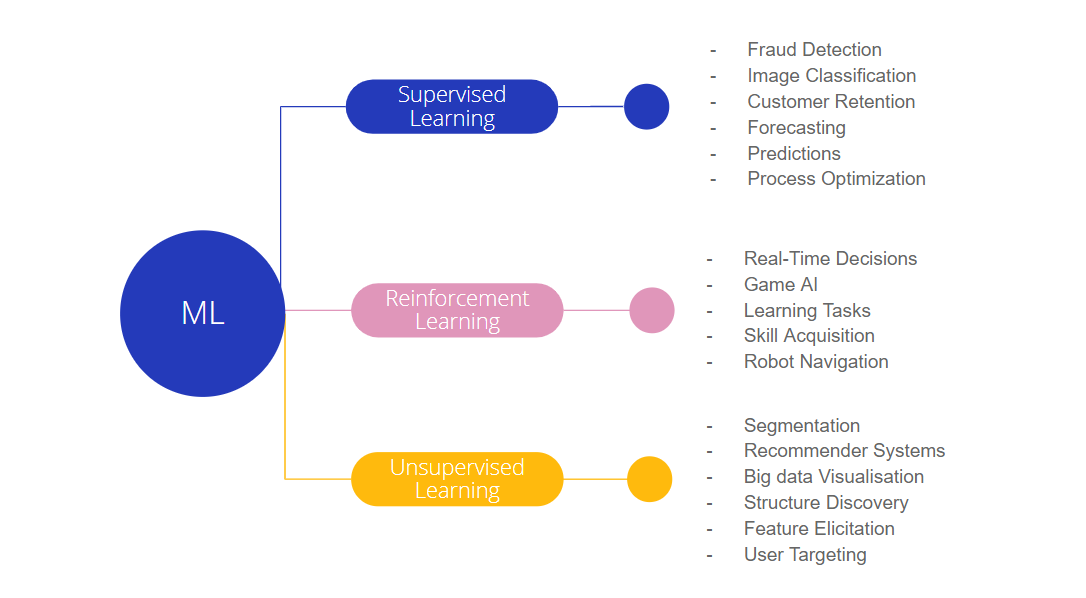 ML
Supervised
Learning
- Fraud Detection
- Image Classification
- Customer Retention
- Forecasting
- Predictions
- Process Optimization
Reinforcement
Learning
- Real-Time Decisions
- Game AI
- Learning Tasks
- Skill Acquisition
- Robot Navigation
Unsupervised
Learning
- Segmentation
- Recommender Systems
- Big data Visualisation
- Structure Discovery
- Feature Elicitation
- User Targeting